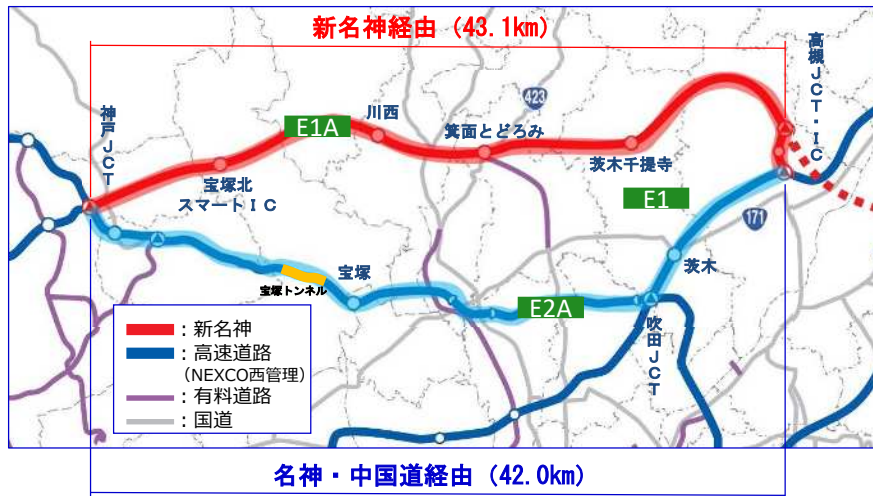 新名神経由 (43.1km)
423
高槻JCT・IC
神戸JCT
E1A
川西
箕面とどろみ
茨木千提寺
宝塚北
スマートIC
E1
171
茨木
宝塚
宝塚トンネル
E2A
吹田JCT
：新名神
：高速道路
（NEXCO西管理）
：有料道路
：国道
名神・中国道経由 (42.0km)